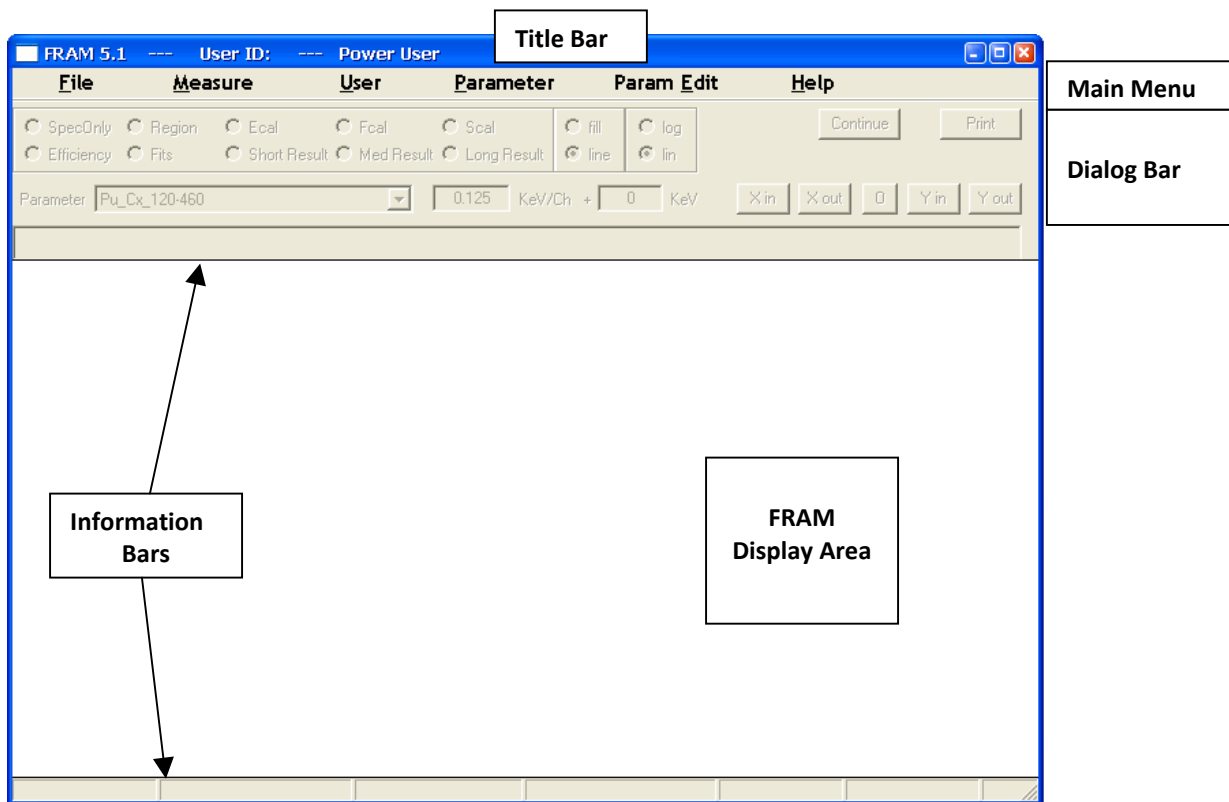 Title Bar
FRAM 5.1 --- User ID: --- Power User
File Measure User Parameter Param Edit Help
Main Menu
SpecOnly Region Ecal Fcal Scal fill log Continue Print
Efficiency Fits Short Result Med Result Long Result line lin
Dialog Bar
Parameter Pu_Cx_120-460 0.125 KeV/Ch + 0 KeV X in X out 0 Y in Y out
Information
Bars
FRAM
Display Area